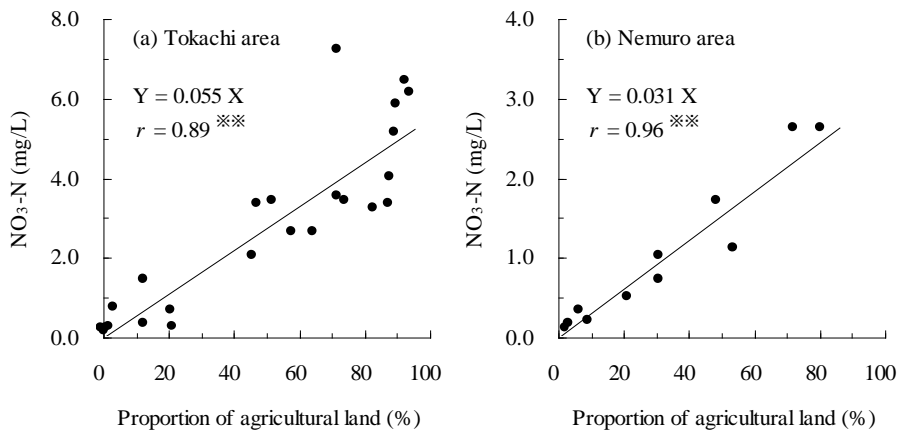 (a) Tokachi area
Y = 0.055 X
r = 0.89 ※※
NO₃-N (mg/L)
8.0
6.0
4.0
2.0
0.0
0 20 40 60 80 100
Proportion of agricultural land (%)
(b) Nemuro area
Y = 0.031 X
r = 0.96 ※※
NO₃-N (mg/L)
4.0
3.0
2.0
1.0
0.0
0 20 40 60 80 100
Proportion of agricultural land (%)